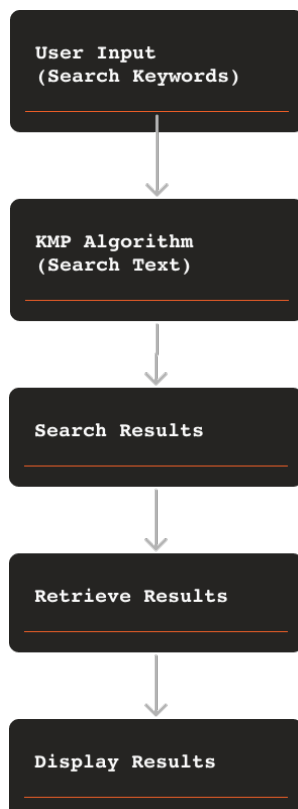 User Input
(Search Keywords)
KMP Algorithm
(Search Text)
Search Results
Retrieve Results
Display Results